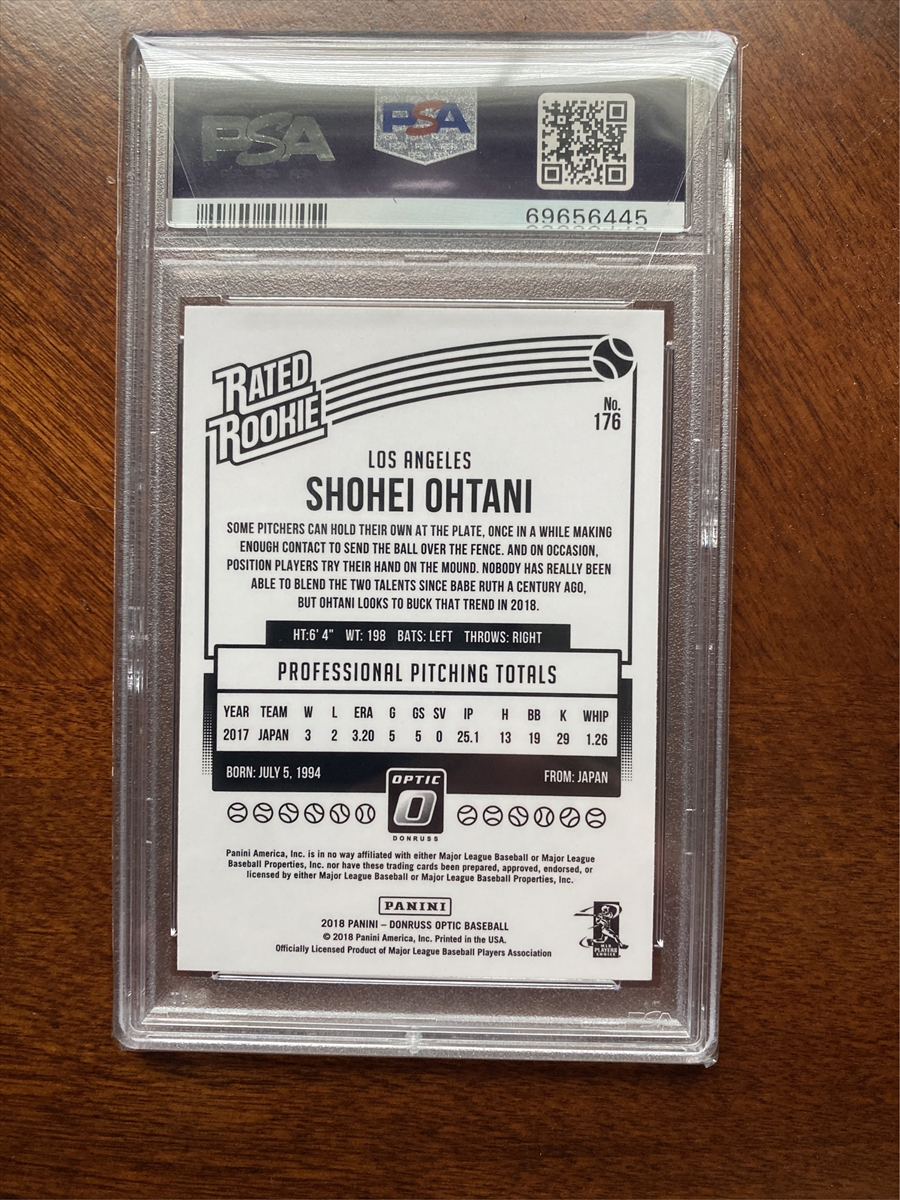 PSA
PSA
69656445
RATED
ROOKIE
No.
176
LOS ANGELES
SHOHEI OHTANI
SOME PITCHERS CAN HOLD THEIR OWN AT THE PLATE, ONCE IN A WHILE MAKING
ENOUGH CONTACT TO SEND THE BALL OVER THE FENCE. AND ON OCCASION,
POSITION PLAYERS TRY THEIR HAND ON THE MOUND. NOBODY HAS REALLY BEEN
ABLE TO BLEND THE TWO TALENTS SINCE BABE RUTH A CENTURY AGO,
BUT OHTANI LOOKS TO BUCK THAT TREND IN 2018.
HT:6' 4" WT: 198 BATS: LEFT THROWS: RIGHT
PROFESSIONAL PITCHING TOTALS
YEAR TEAM W L ERA G GS SV IP H BB K WHIP
2017 JAPAN 3 2 3.20 5 5 0 25.1 13 19 29 1.26
BORN: JULY 5, 1994 FROM: JAPAN
OPTIC
O
DONRUSS
Panini America, Inc. is in no way affiliated with either Major League Baseball or Major League
Baseball Properties, Inc. nor have these trading cards been prepared, approved, endorsed, or
licensed by either Major League Baseball or Major League Baseball Properties, Inc.
PANINI
2018 PANINI – DONRUSS OPTIC BASEBALL
© 2018 Panini America, Inc. Printed in the USA.
Officially Licensed Product of Major League Baseball Players Association
MLB
PLAYERS
CHOICE
PSA